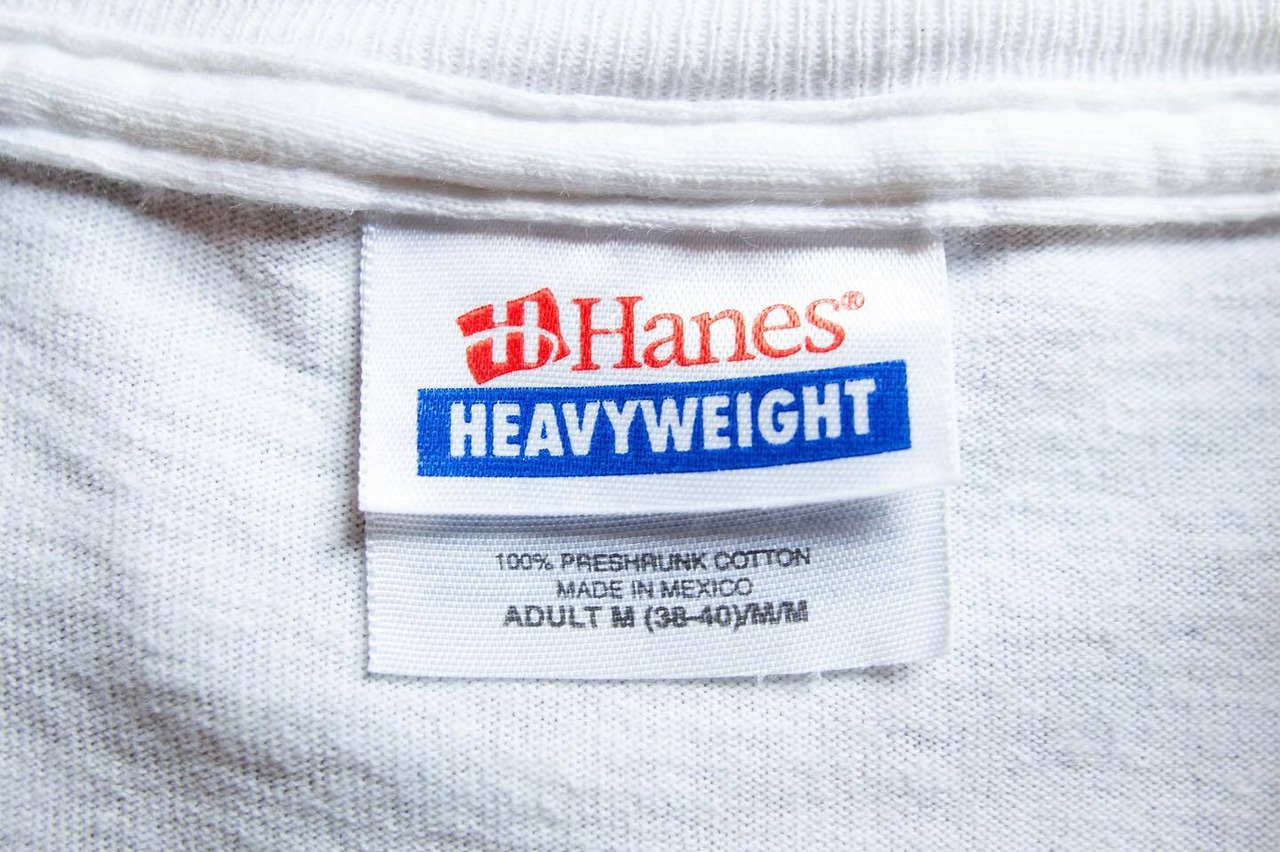 H Hanes®
HEAVYWEIGHT
100% PRESHRUNK COTTON
MADE IN MEXICO
ADULT M (38-40)/M/M